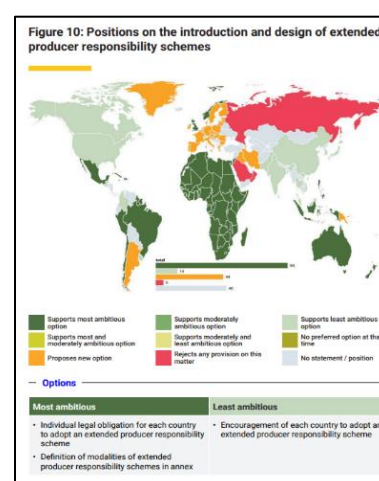 Figure 10: Positions on the introduction and design of extended
producer responsibility schemes
total
14
Supports most ambitious
option
Supports moderately
ambitious option
Supports least ambitious
option
Supports most and
moderately ambitious option
Supports moderately and
least ambitious option
No preferred option at the
time
Proposes new option
Rejects any provision on this
matter
No statement / position
Options
Most ambitious
Least ambitious
• Individual legal obligation for each country
to adopt an extended producer responsibility
scheme
• Definition of modalities of extended
producer responsibility schemes in annex
• Encouragement of each country to adopt an
extended producer responsibility scheme